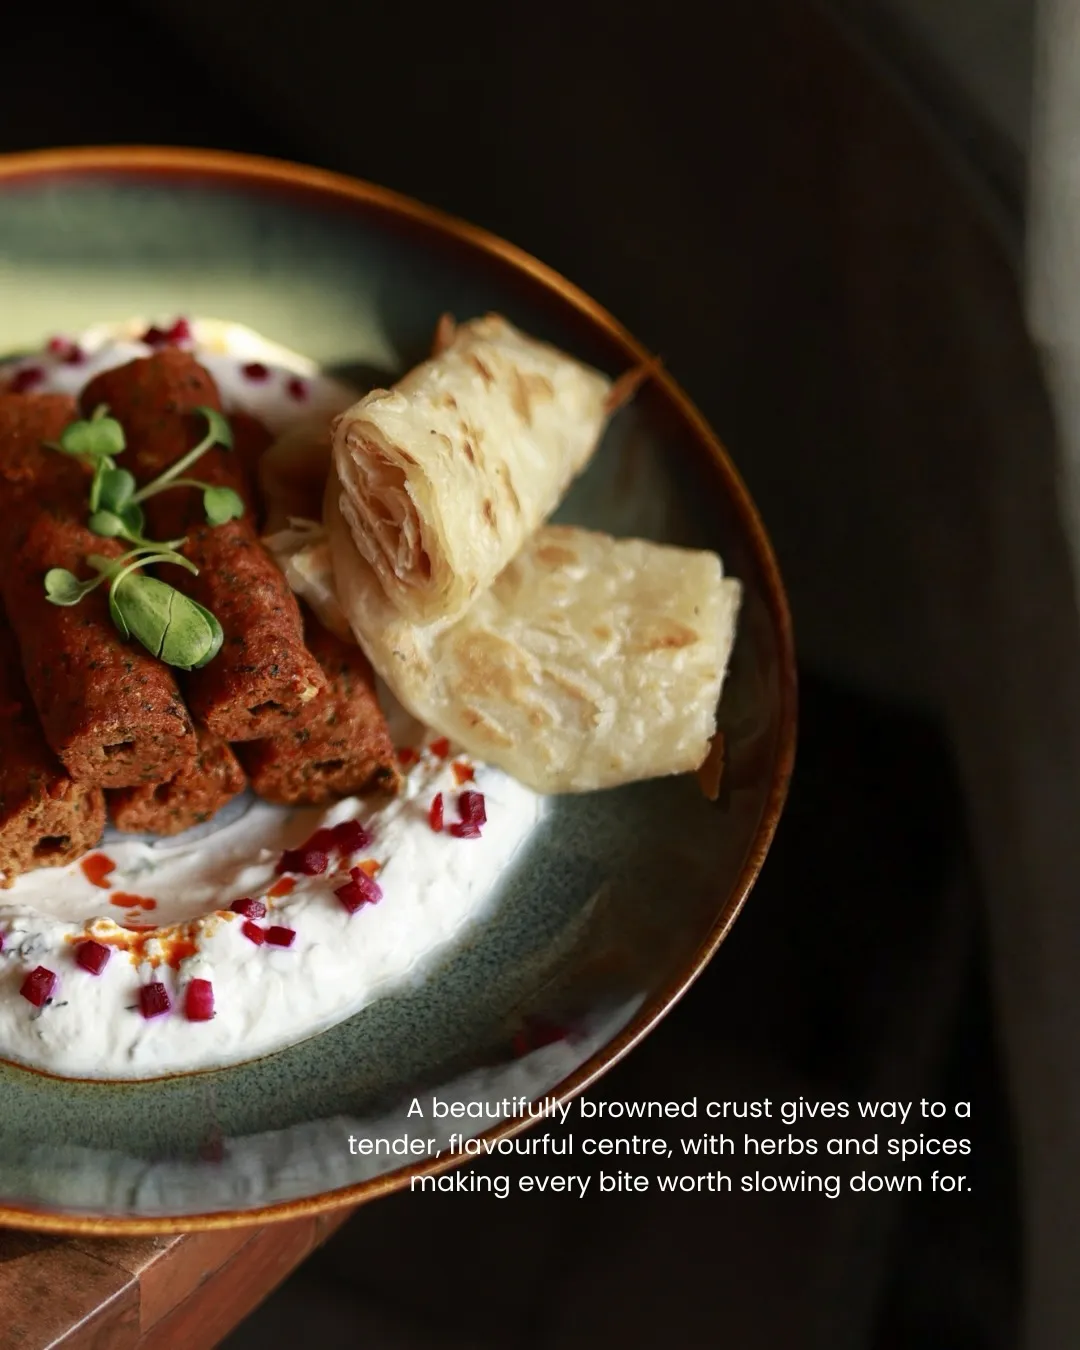 A beautifully browned crust gives way to a
tender, flavourful centre, with herbs and spices
making every bite worth slowing down for.